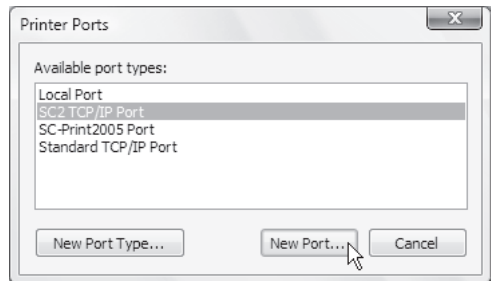 Printer Ports
Available port types:
Local Port
SC2 TCP/IP Port
SC-Print2005 Port
Standard TCP/IP Port
New Port Type... New Port... Cancel